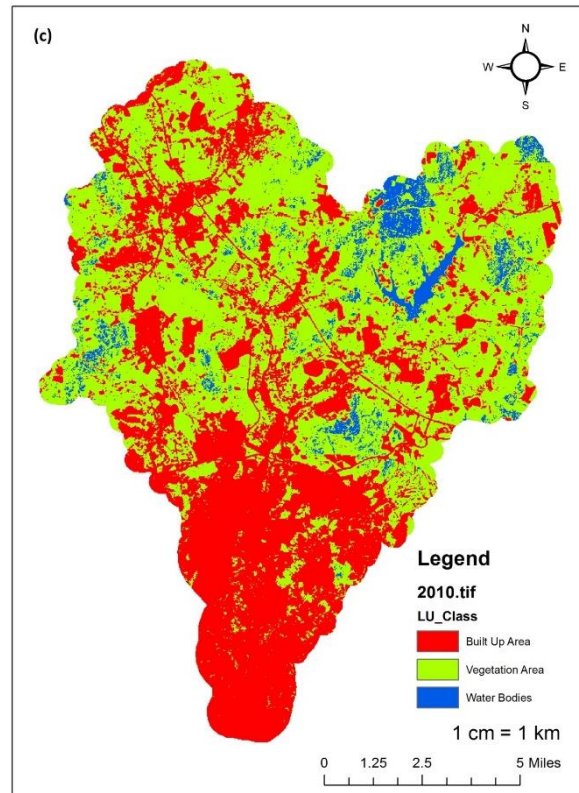 (c)
N
W E
S
Legend
2010.tif
LU_Class
Built Up Area
Vegetation Area
Water Bodies
1 cm = 1 km
0 1.25 2.5 5 Miles